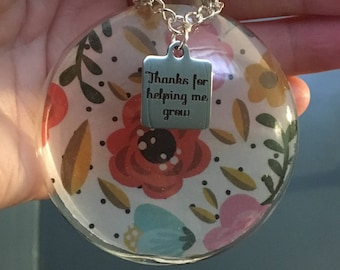 Thanks for
helping me
grow